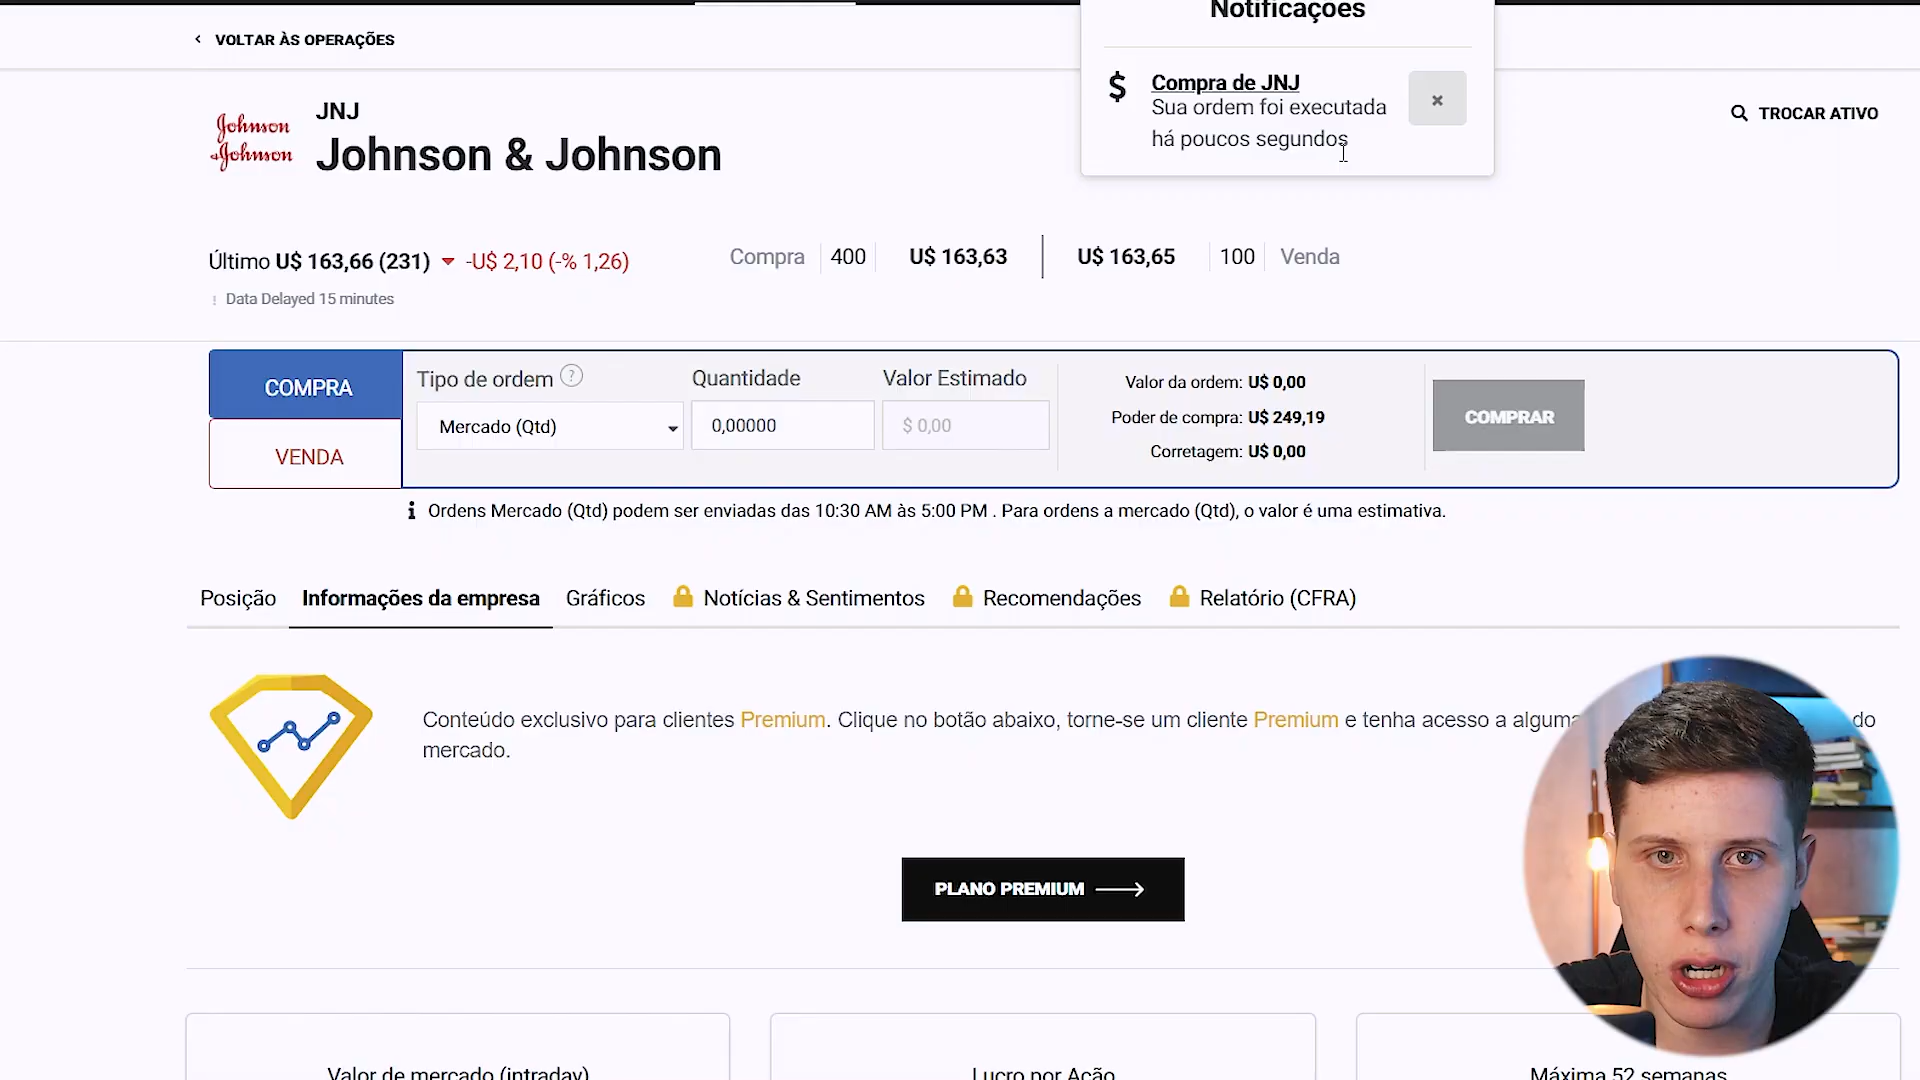 Notificações
VOLTAR ÀS OPERAÇÕES
$ Compra de JNJ
Sua ordem foi executada
há poucos segundos
×
Johnson
&Johnson
JNJ
Johnson & Johnson
TROCAR ATIVO
Último U$ 163,66 (231) -U$ 2,10 (-% 1,26)
Compra 400 U$ 163,63 U$ 163,65 100 Venda
! Data Delayed 15 minutes
COMPRA
VENDA
Tipo de ordem ?
Mercado (Qtd)
Quantidade
0,00000
Valor Estimado
$ 0,00
Valor da ordem: U$ 0,00
Poder de compra: U$ 249,19
Corretagem: U$ 0,00
COMPRAR
i Ordens Mercado (Qtd) podem ser enviadas das 10:30 AM às 5:00 PM . Para ordens a mercado (Qtd), o valor é uma estimativa.
Posição Informações da empresa Gráficos Notícias & Sentimentos Recomendações Relatório (CFRA)
Conteúdo exclusivo para clientes Premium. Clique no botão abaixo, torne-se um cliente Premium e tenha acesso a alguma do
mercado.
PLANO PREMIUM
Valor de mercado (intraday)
Lucro por Ação
Máxima 52 semanas